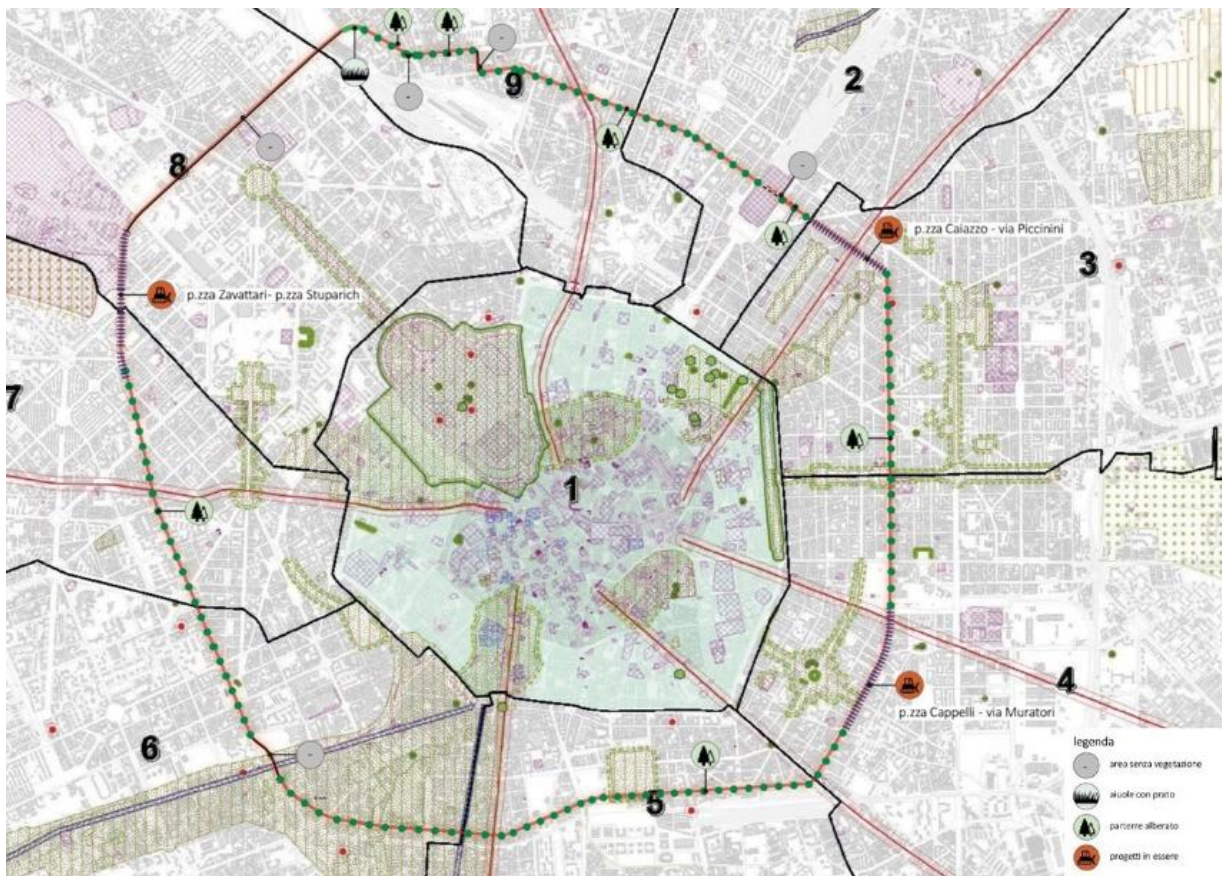 2
9
8
p.zza Caiazzo - via Piccinini
3
p.zza Zavattari- p.zza Stuparich
7
1
4
p.zza Cappelli - via Muratori
6
5
legenda
area senza vegetazione
aiuole con prato
parterre alberato
progetti in essere